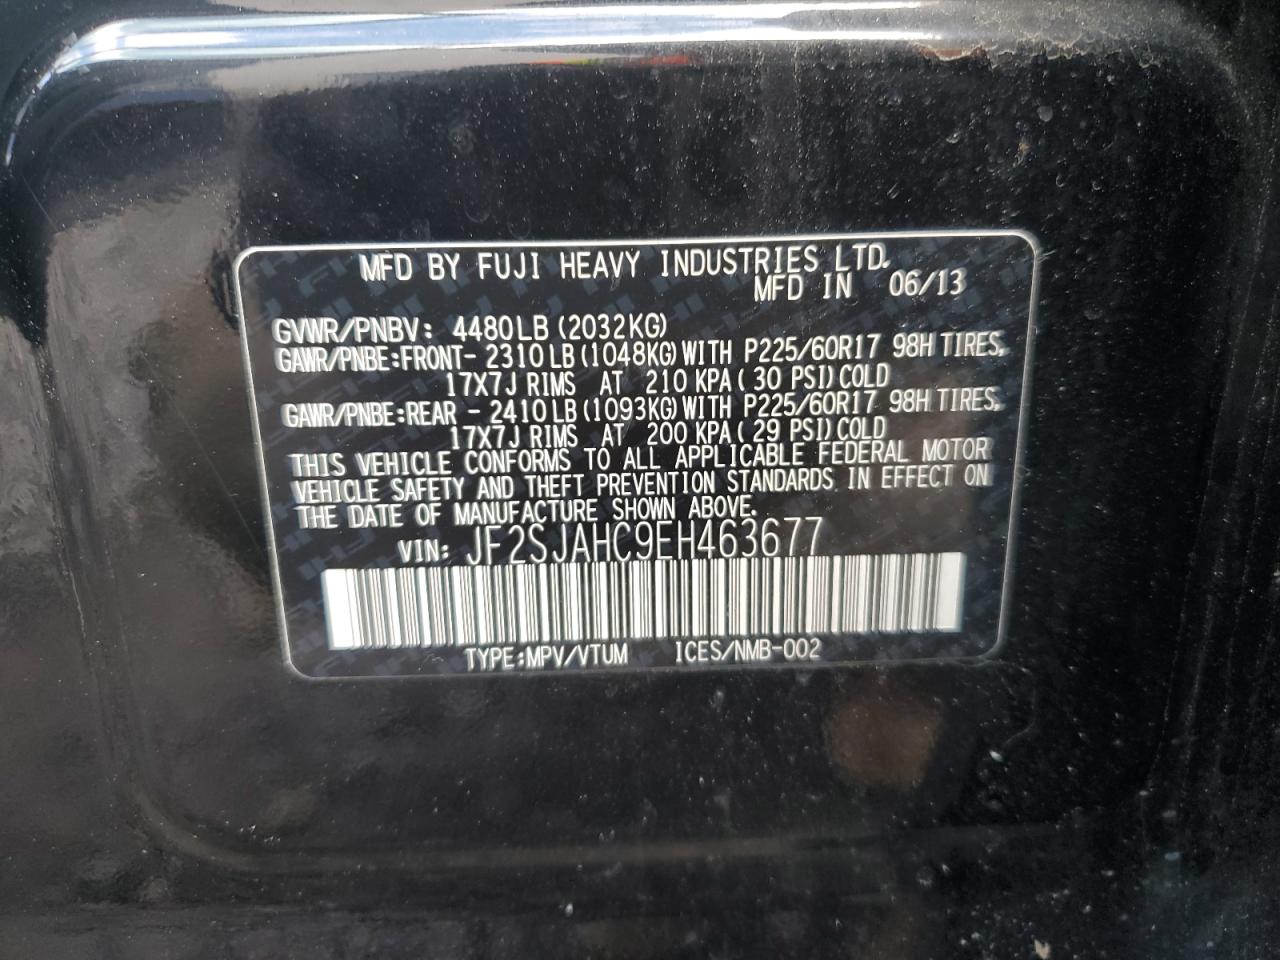 MFD BY FUJI HEAVY INDUSTRIES LTD.
MFD IN 06/13
GVWR/PNBV: 4480LB (2032KG)
GAWR/PNBE:FRONT- 2310LB(1048KG)WITH P225/60R17 98H TIRES,
17X7J RIMS AT 210 KPA( 30 PSI)COLD
GAWR/PNBE:REAR - 2410LB(1093KG)WITH P225/60R17 98H TIRES,
17X7J RIMS AT 200 KPA( 29 PSI)COLD
THIS VEHICLE CONFORMS TO ALL APPLICABLE FEDERAL MOTOR
VEHICLE SAFETY AND THEFT PREVENTION STANDARDS IN EFFECT ON
THE DATE OF MANUFACTURE SHOWN ABOVE.
VIN: JF2SJAHC9EH463677
TYPE:MPV/VTUM ICES/NMB-002